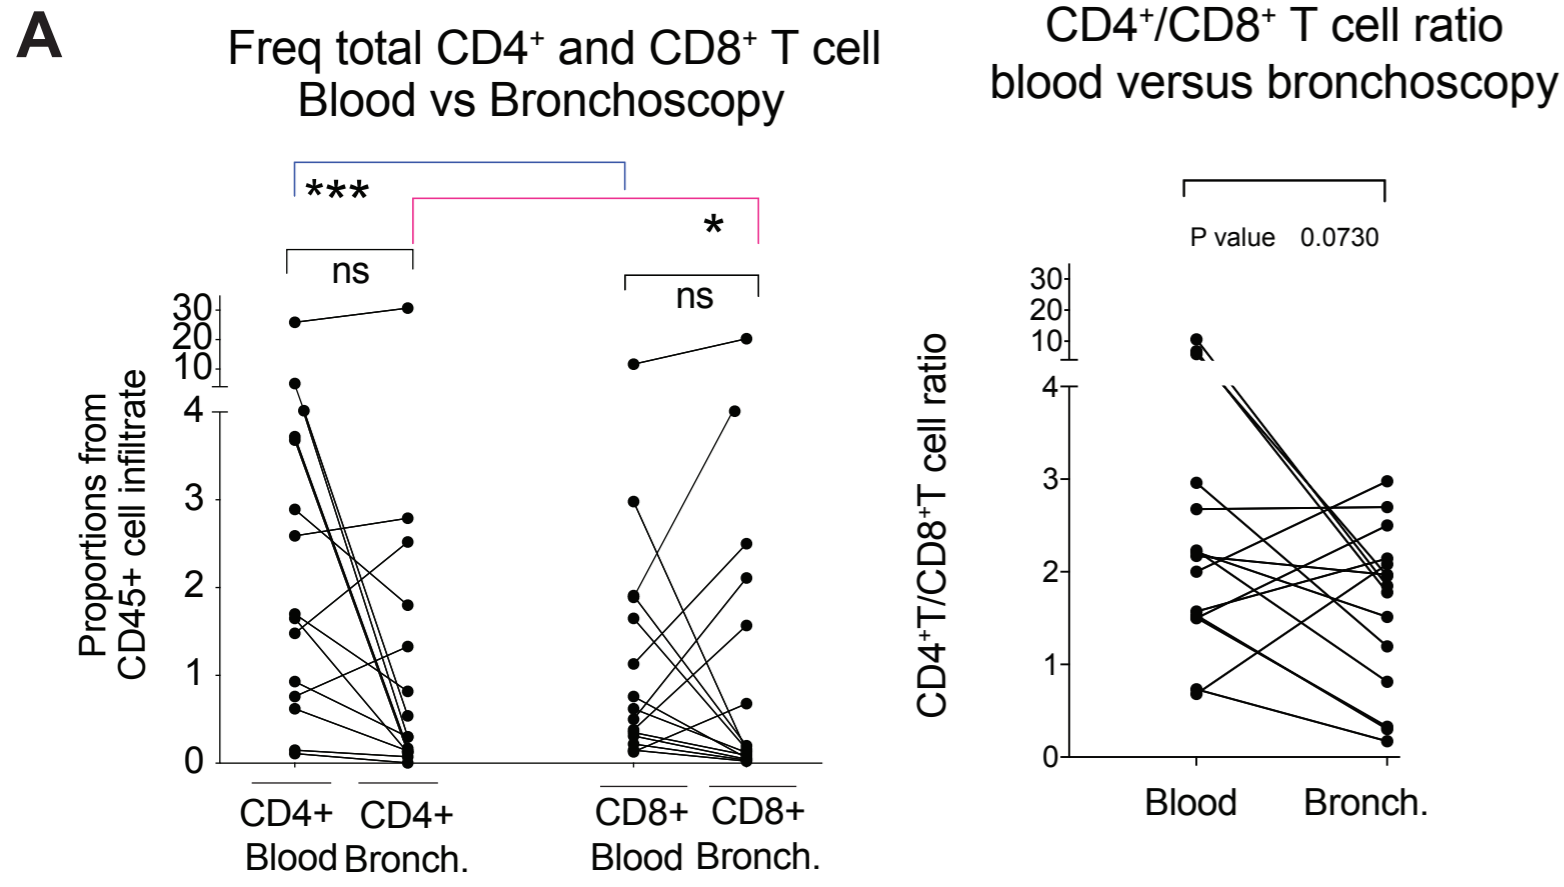 A
Freq total CD4⁺ and CD8⁺ T cell
Blood vs Bronchoscopy
***
*
ns
ns
30
20
10
4
3
2
1
0
Proportions from
CD45+ cell infiltrate
CD4+
Blood
CD4+
Bronch.
CD8+
Blood
CD8+
Bronch.
CD4⁺/CD8⁺ T cell ratio
blood versus bronchoscopy
P value 0.0730
30
20
10
4
3
2
1
0
CD4⁺T/CD8⁺T cell ratio
Blood
Bronch.